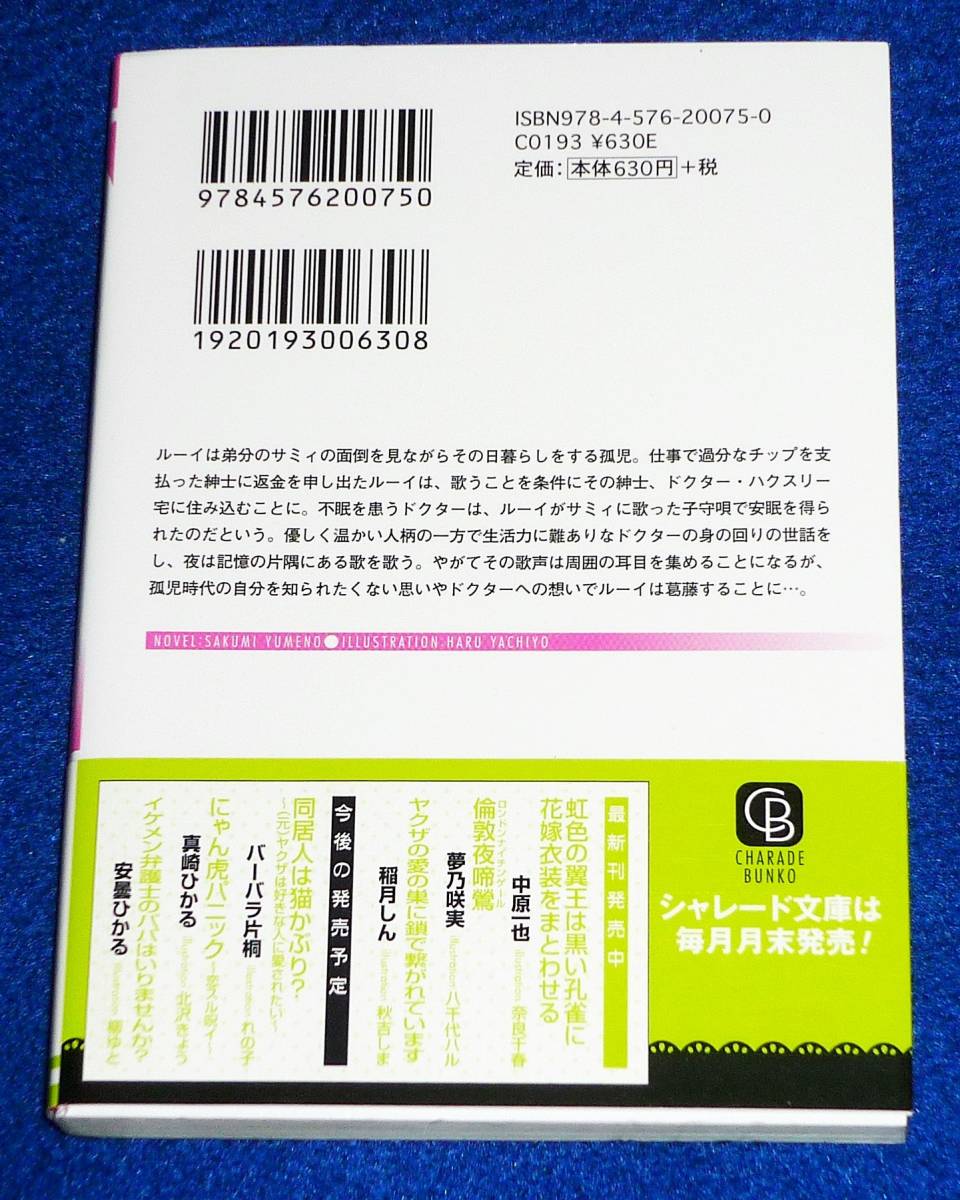 ISBN978-4-576-20075-0
C0193 ¥630E
定価：本体630円＋税
9784576200750
1920193006308
ルーイは弟分のサミィの面倒を見ながらその日暮らしをする孤児。仕事で過分なチップを支
払った紳士に返金を申し出たルーイは、歌うことを条件にその紳士、ドクター・ハクスリー
宅に住み込むことに。不眠を患うドクターは、ルーイがサミィに歌った子守唄で安眠を得ら
れたのだという。優しく温かい人柄の一方で生活力に難ありなドクターの身の回りの世話を
し、夜は記憶の片隅にある歌を歌う。やがてその歌声は周囲の耳目を集めることになるが、
孤児時代の自分を知られたくない思いやドクターへの想いでルーイは葛藤することに…。
NOVEL:SAKUMI YUMENO●ILLUSTRATION:HARU YACHIYO
最新刊発売中
虹色の翼王は黒い孔雀に
花嫁衣装をまとわせる
中原一也 illustration 奈良千春
ロンドンナイチンゲール
倫敦夜啼鶯
夢乃咲実 illustration 八千代ハル
ヤクザの愛の巣に鎖で繋がれています
稲月しん illustration 秋吉しま
今後の発売予定
同居人は猫かぶり？
～(元)ヤクザは好きな人に愛されたい～
バーバラ片桐 illustration れの子
にゃん虎パニック～恋スル呪イ～
真崎ひかる illustration 北沢きょう
イケメン弁護士のパパはいりませんか？
安曇ひかる illustration 柳ゆと
CB
CHARADE
BUNKO
シャレード文庫は
毎月月末発売！